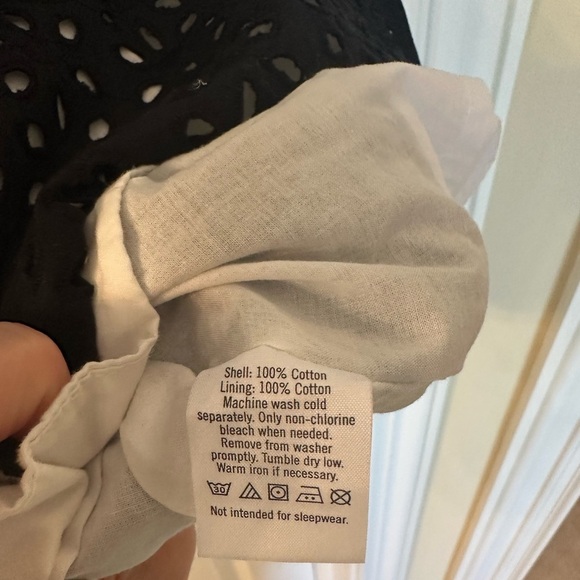 Shell: 100% Cotton
Lining: 100% Cotton
Machine wash cold
separately. Only non-chlorine
bleach when needed.
Remove from washer
promptly. Tumble dry low.
Warm iron if necessary.
30
Not intended for sleepwear.